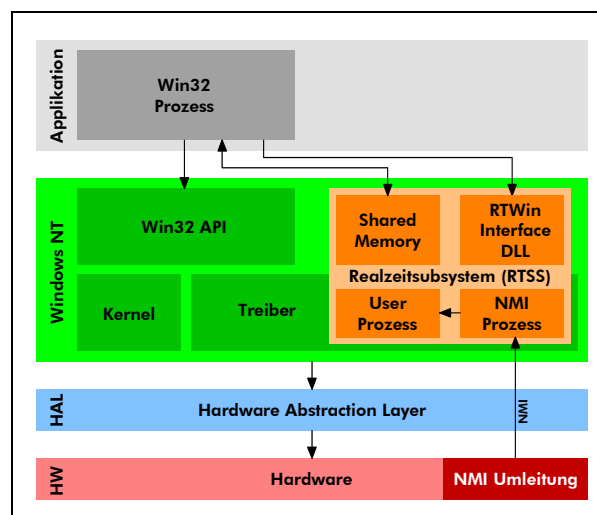 Applikation
Win32
Prozess
Windows NT
Win32 API
Shared
Memory
RTWin
Interface
DLL
Realzeitsubsystem (RTSS)
Kernel
Treiber
User
Prozess
NMI
Prozess
HAL
Hardware Abstraction Layer
NMI
HW
Hardware
NMI Umleitung